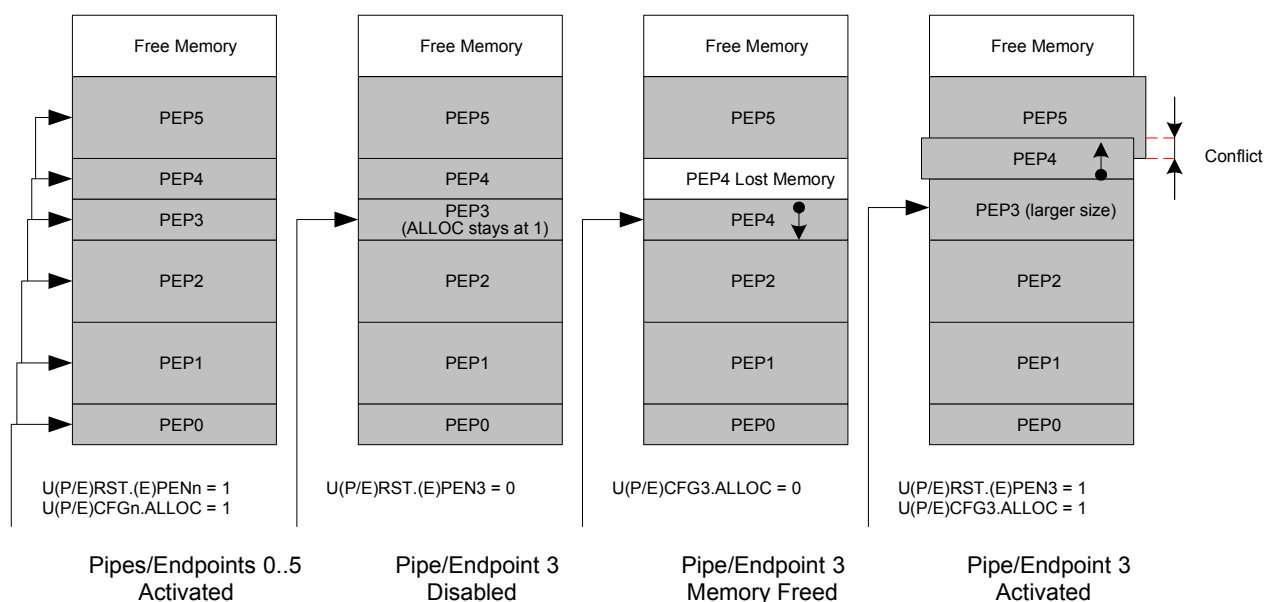 Free Memory
PEP5
PEP4
PEP3
PEP2
PEP1
PEP0
U(P/E)RST.(E)PENn = 1
U(P/E)CFGn.ALLOC = 1
Pipes/Endpoints 0..5
Activated
Free Memory
PEP5
PEP4
PEP3
(ALLOC stays at 1)
PEP2
PEP1
PEP0
U(P/E)RST.(E)PEN3 = 0
Pipe/Endpoint 3
Disabled
Free Memory
PEP5
PEP4 Lost Memory
PEP4
PEP2
PEP1
PEP0
U(P/E)CFG3.ALLOC = 0
Pipe/Endpoint 3
Memory Freed
Free Memory
PEP5
PEP4
Conflict
PEP3 (larger size)
PEP2
PEP1
PEP0
U(P/E)RST.(E)PEN3 = 1
U(P/E)CFG3.ALLOC = 1
Pipe/Endpoint 3
Activated